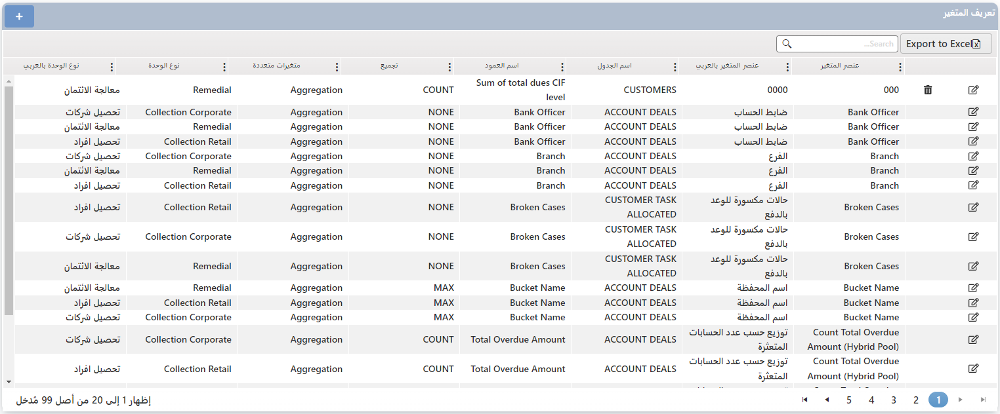 تعريف المتغير
+
Export to Excel
Search...
عنصر المتغير
عنصر المتغير بالعربي
اسم الجدول
اسم العمود
تجميع
متغيرات متعددة
نوع الوحدة
نوع الوحدة بالعربي
000 0000 CUSTOMERS Sum of total dues CIF
level COUNT Aggregation Remedial معالجة الائتمان
Bank Officer ضابط الحساب ACCOUNT DEALS Bank Officer NONE Aggregation Collection Corporate تحصيل شركات
Bank Officer ضابط الحساب ACCOUNT DEALS Bank Officer NONE Aggregation Remedial معالجة الائتمان
Bank Officer ضابط الحساب ACCOUNT DEALS Bank Officer NONE Aggregation Collection Retail تحصيل افراد
Branch الفرع ACCOUNT DEALS Branch NONE Aggregation Collection Corporate تحصيل شركات
Branch الفرع ACCOUNT DEALS Branch NONE Aggregation Remedial معالجة الائتمان
Branch الفرع ACCOUNT DEALS Branch NONE Aggregation Collection Retail تحصيل افراد
Broken Cases حالات مكسورة للوعد
بالدفع CUSTOMER TASK
ALLOCATED Broken Cases NONE Aggregation Collection Retail تحصيل افراد
Broken Cases حالات مكسورة للوعد
بالدفع CUSTOMER TASK
ALLOCATED Broken Cases NONE Aggregation Collection Corporate تحصيل شركات
Broken Cases حالات مكسورة للوعد
بالدفع CUSTOMER TASK
ALLOCATED Broken Cases NONE Aggregation Remedial معالجة الائتمان
Bucket Name اسم المحفظة ACCOUNT DEALS Bucket Name MAX Aggregation Remedial معالجة الائتمان
Bucket Name اسم المحفظة ACCOUNT DEALS Bucket Name MAX Aggregation Collection Retail تحصيل افراد
Bucket Name اسم المحفظة ACCOUNT DEALS Bucket Name MAX Aggregation Collection Corporate تحصيل شركات
Count Total Overdue
Amount (Hybrid Pool) توزيع حسب عدد الحسابات
المتعثرة ACCOUNT DEALS Total Overdue Amount COUNT Aggregation Collection Corporate تحصيل شركات
Count Total Overdue
Amount (Hybrid Pool) توزيع حسب عدد الحسابات
المتعثرة ACCOUNT DEALS Total Overdue Amount COUNT Aggregation Collection Retail تحصيل افراد
1 2 3 4 5
إظهار 1 إلى 20 من أصل 99 مُدخل